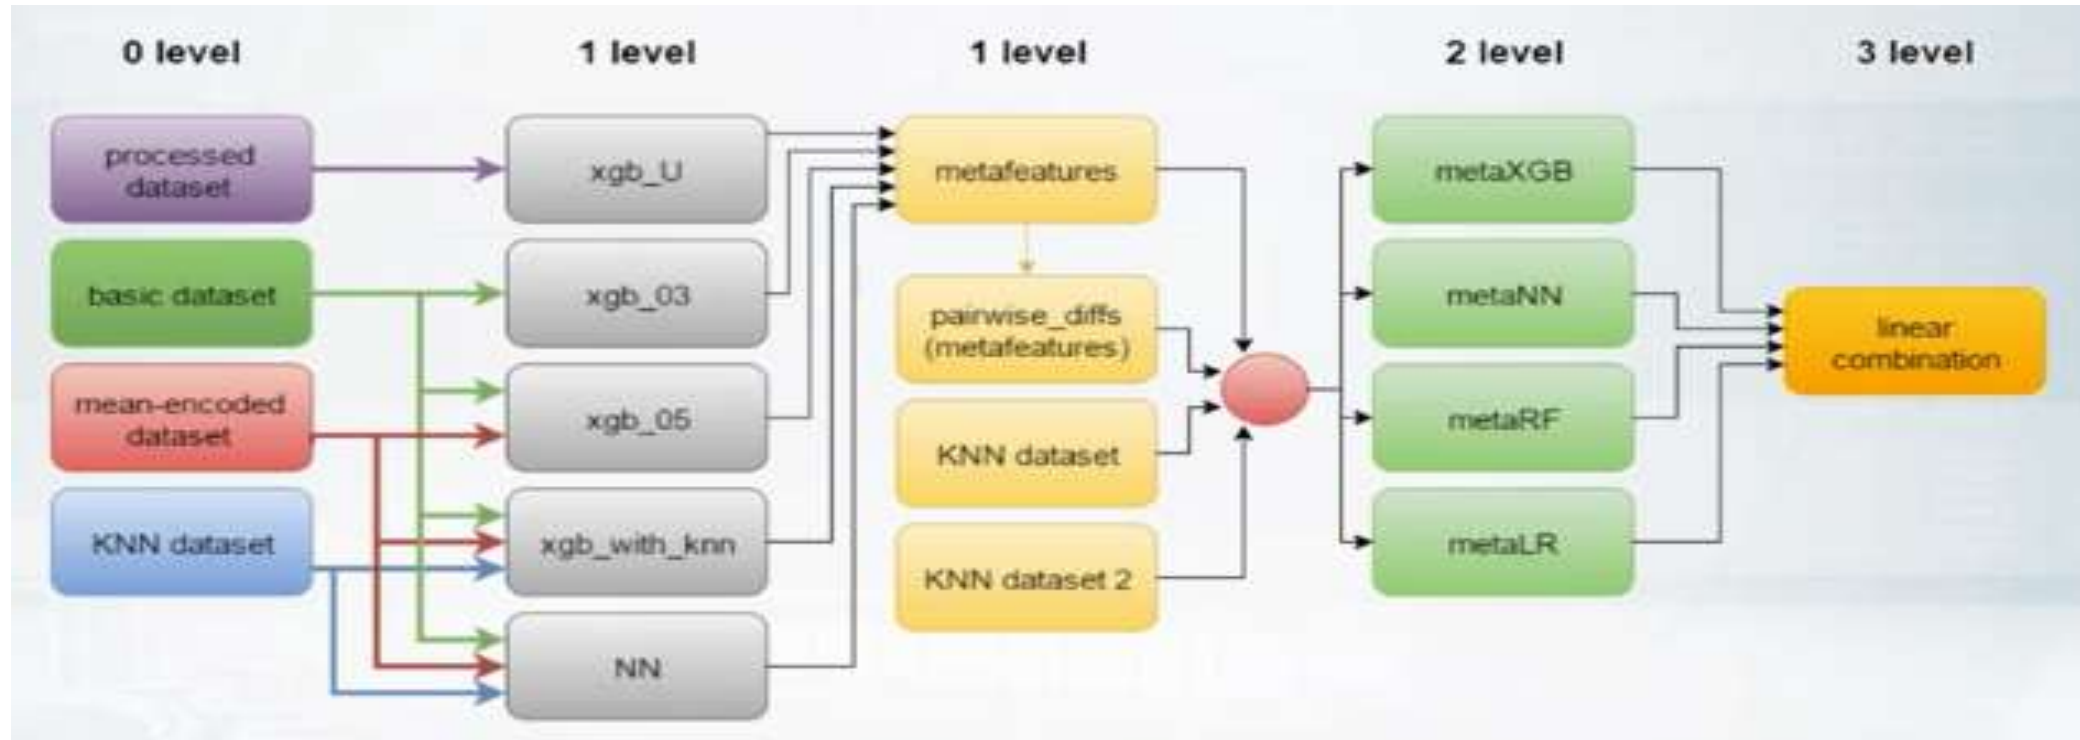 0 level
1 level
1 level
2 level
3 level
processed
dataset
basic dataset
mean-encoded
dataset
KNN dataset
xgb_U
xgb_03
xgb_05
xgb_with_knn
NN
metafeatures
pairwise_diffs
(metafeatures)
KNN dataset
KNN dataset 2
metaXGB
metaNN
metaRF
metaLR
linear
combination